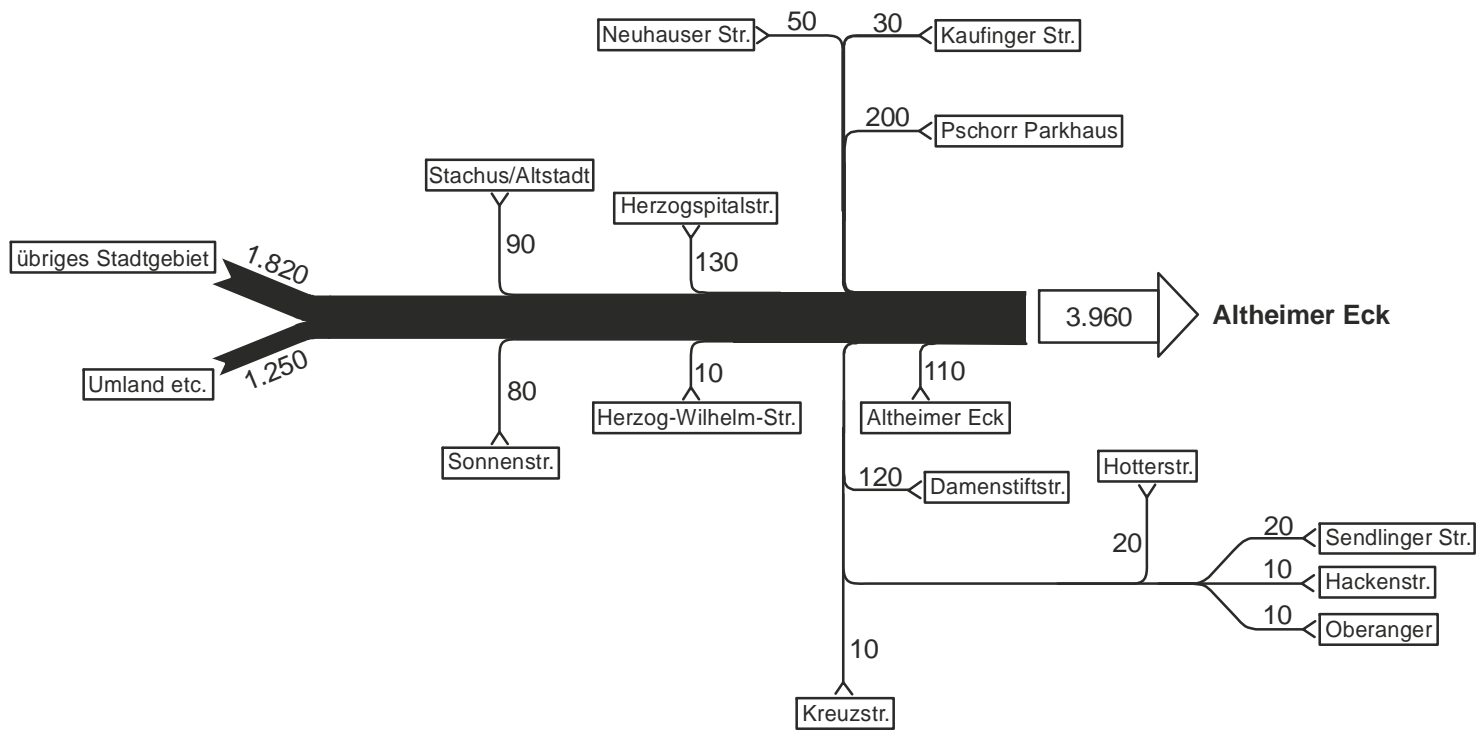 50
30
Neuhauser Str.
Kaufinger Str.
200
Pschorr Parkhaus
Stachus/Altstadt
Herzogspitalstr.
90
130
übriges Stadtgebiet
1.820
3.960
Altheimer Eck
Umland etc.
1.250
80
10
110
Herzog-Wilhelm-Str.
Altheimer Eck
Sonnenstr.
120
Damenstiftstr.
Hotterstr.
20
20
Sendlinger Str.
10
Hackenstr.
10
Oberanger
10
Kreuzstr.